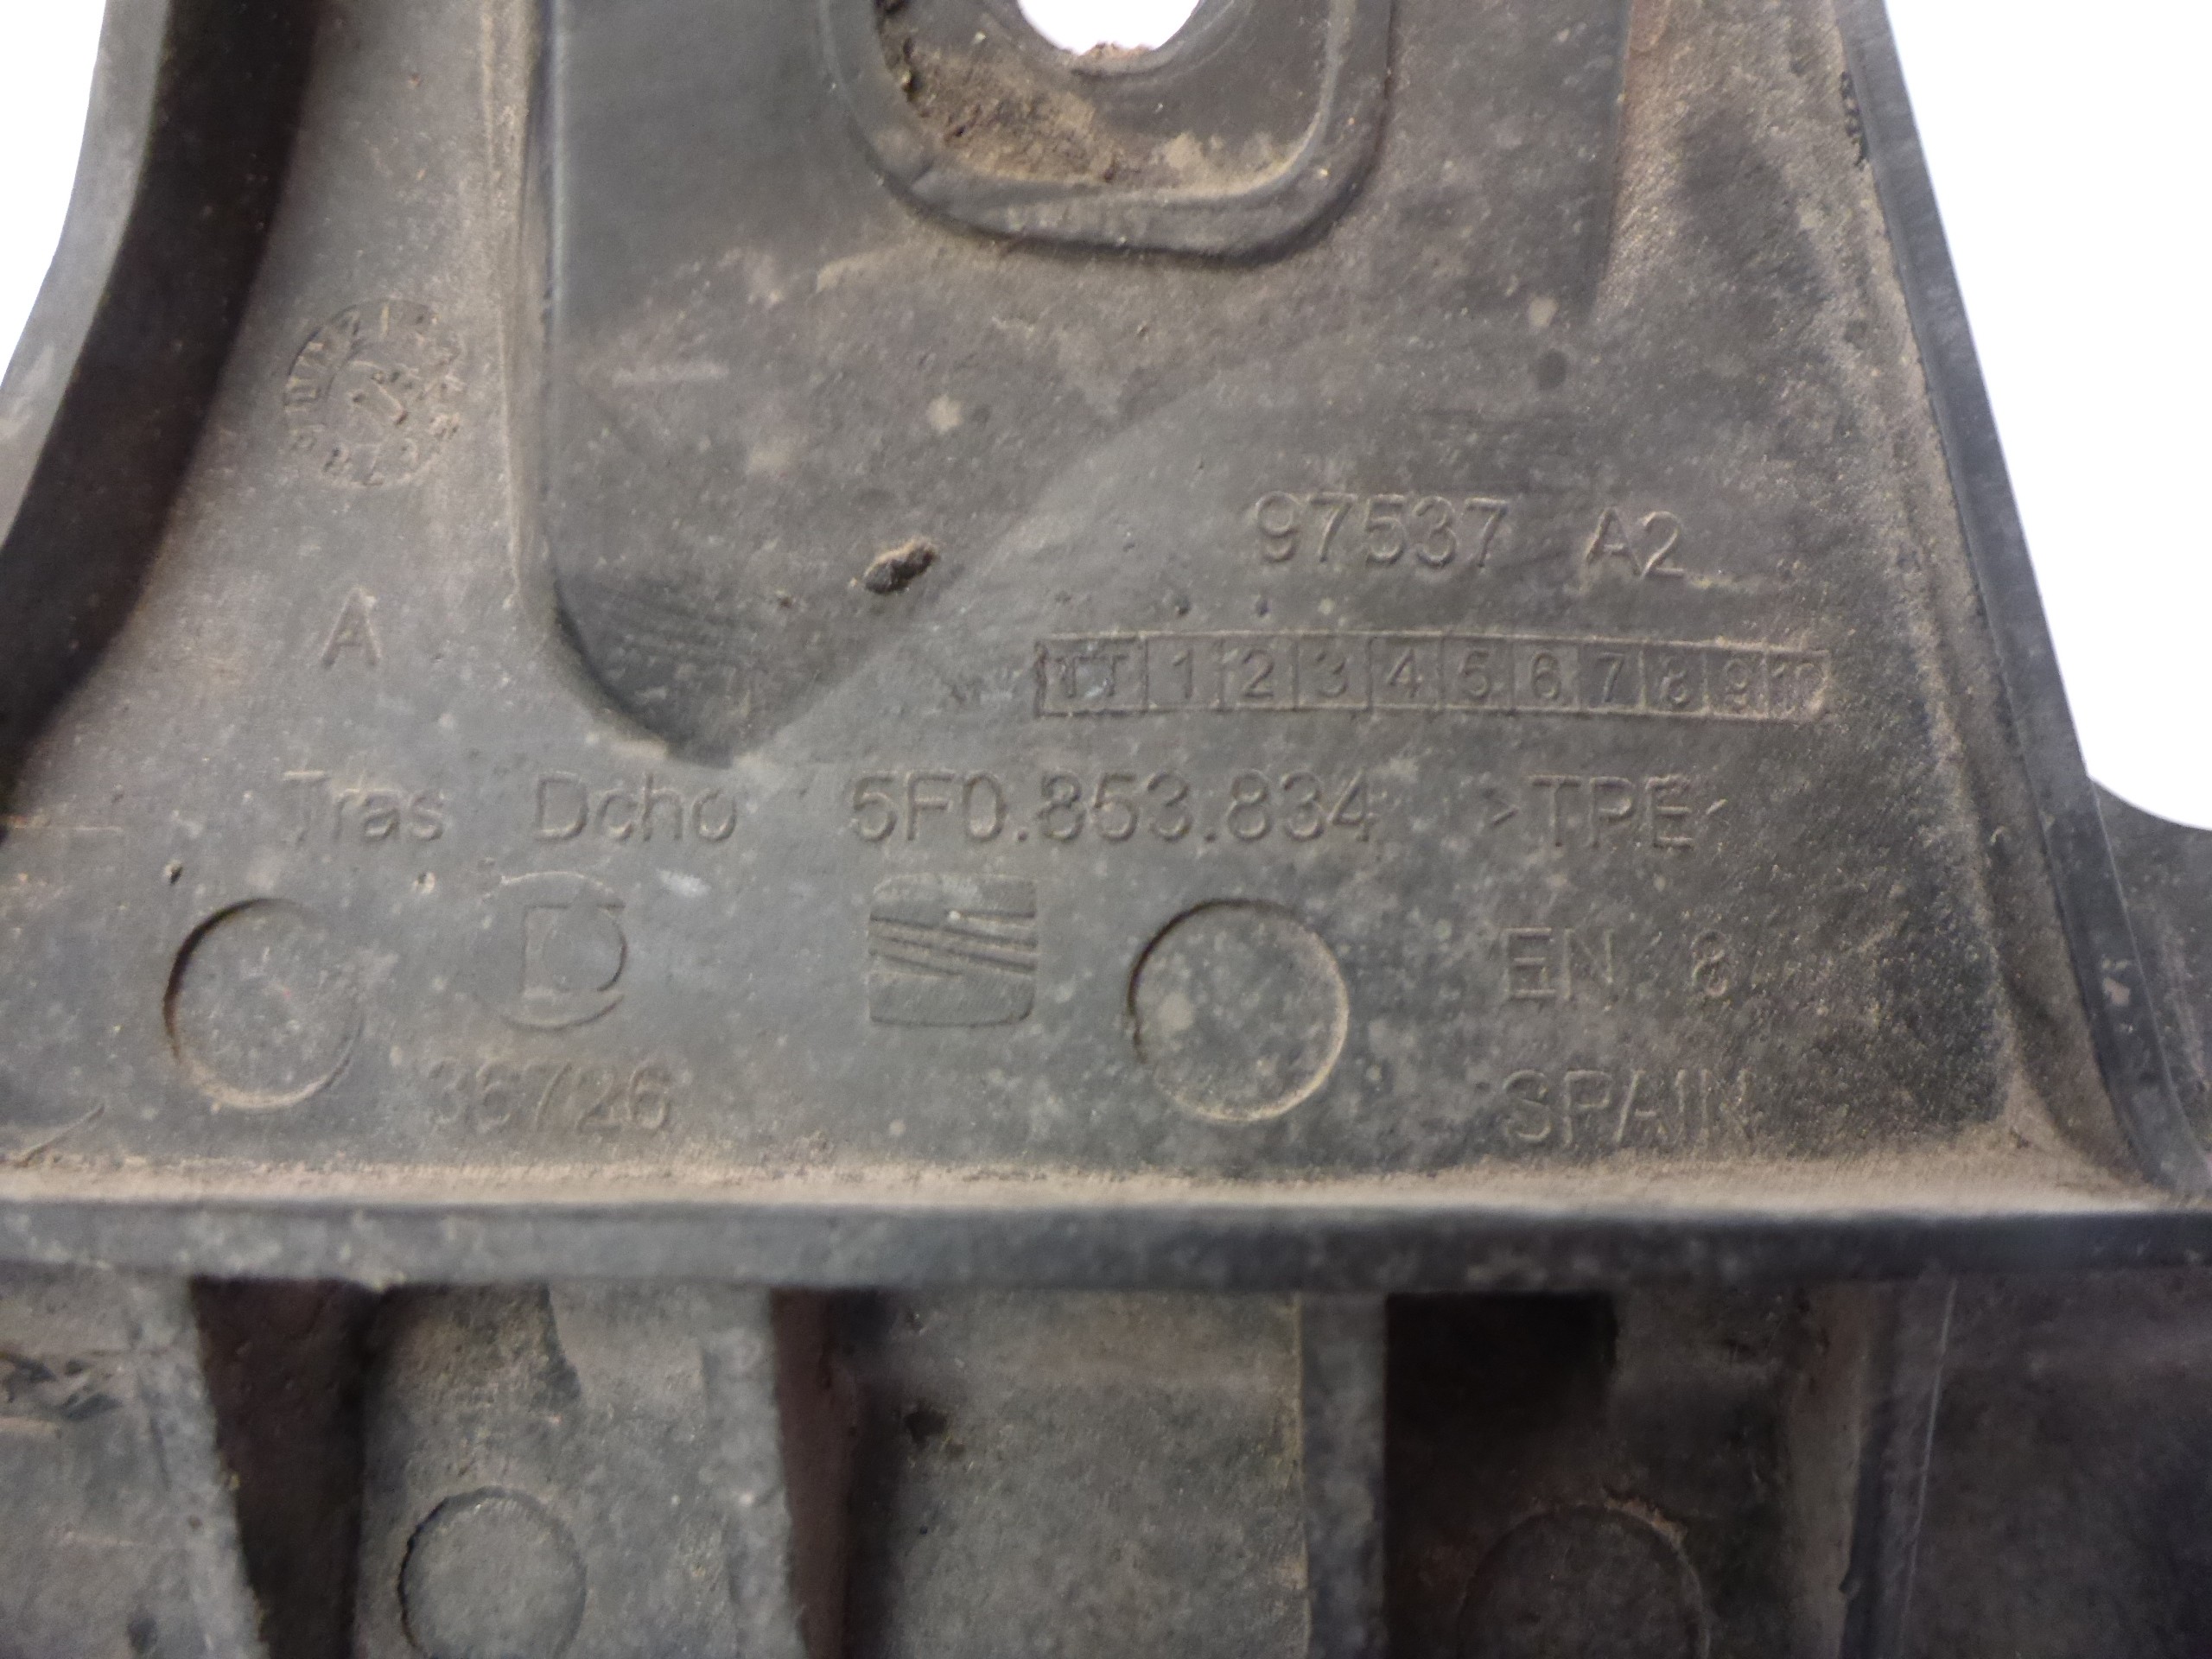 97537 A2
A
TT 1 2 3 4 5 6 7 8 9 10
Tras Dcho 5F0.853.834 >TPE<
EN 8
36726
SPAIN